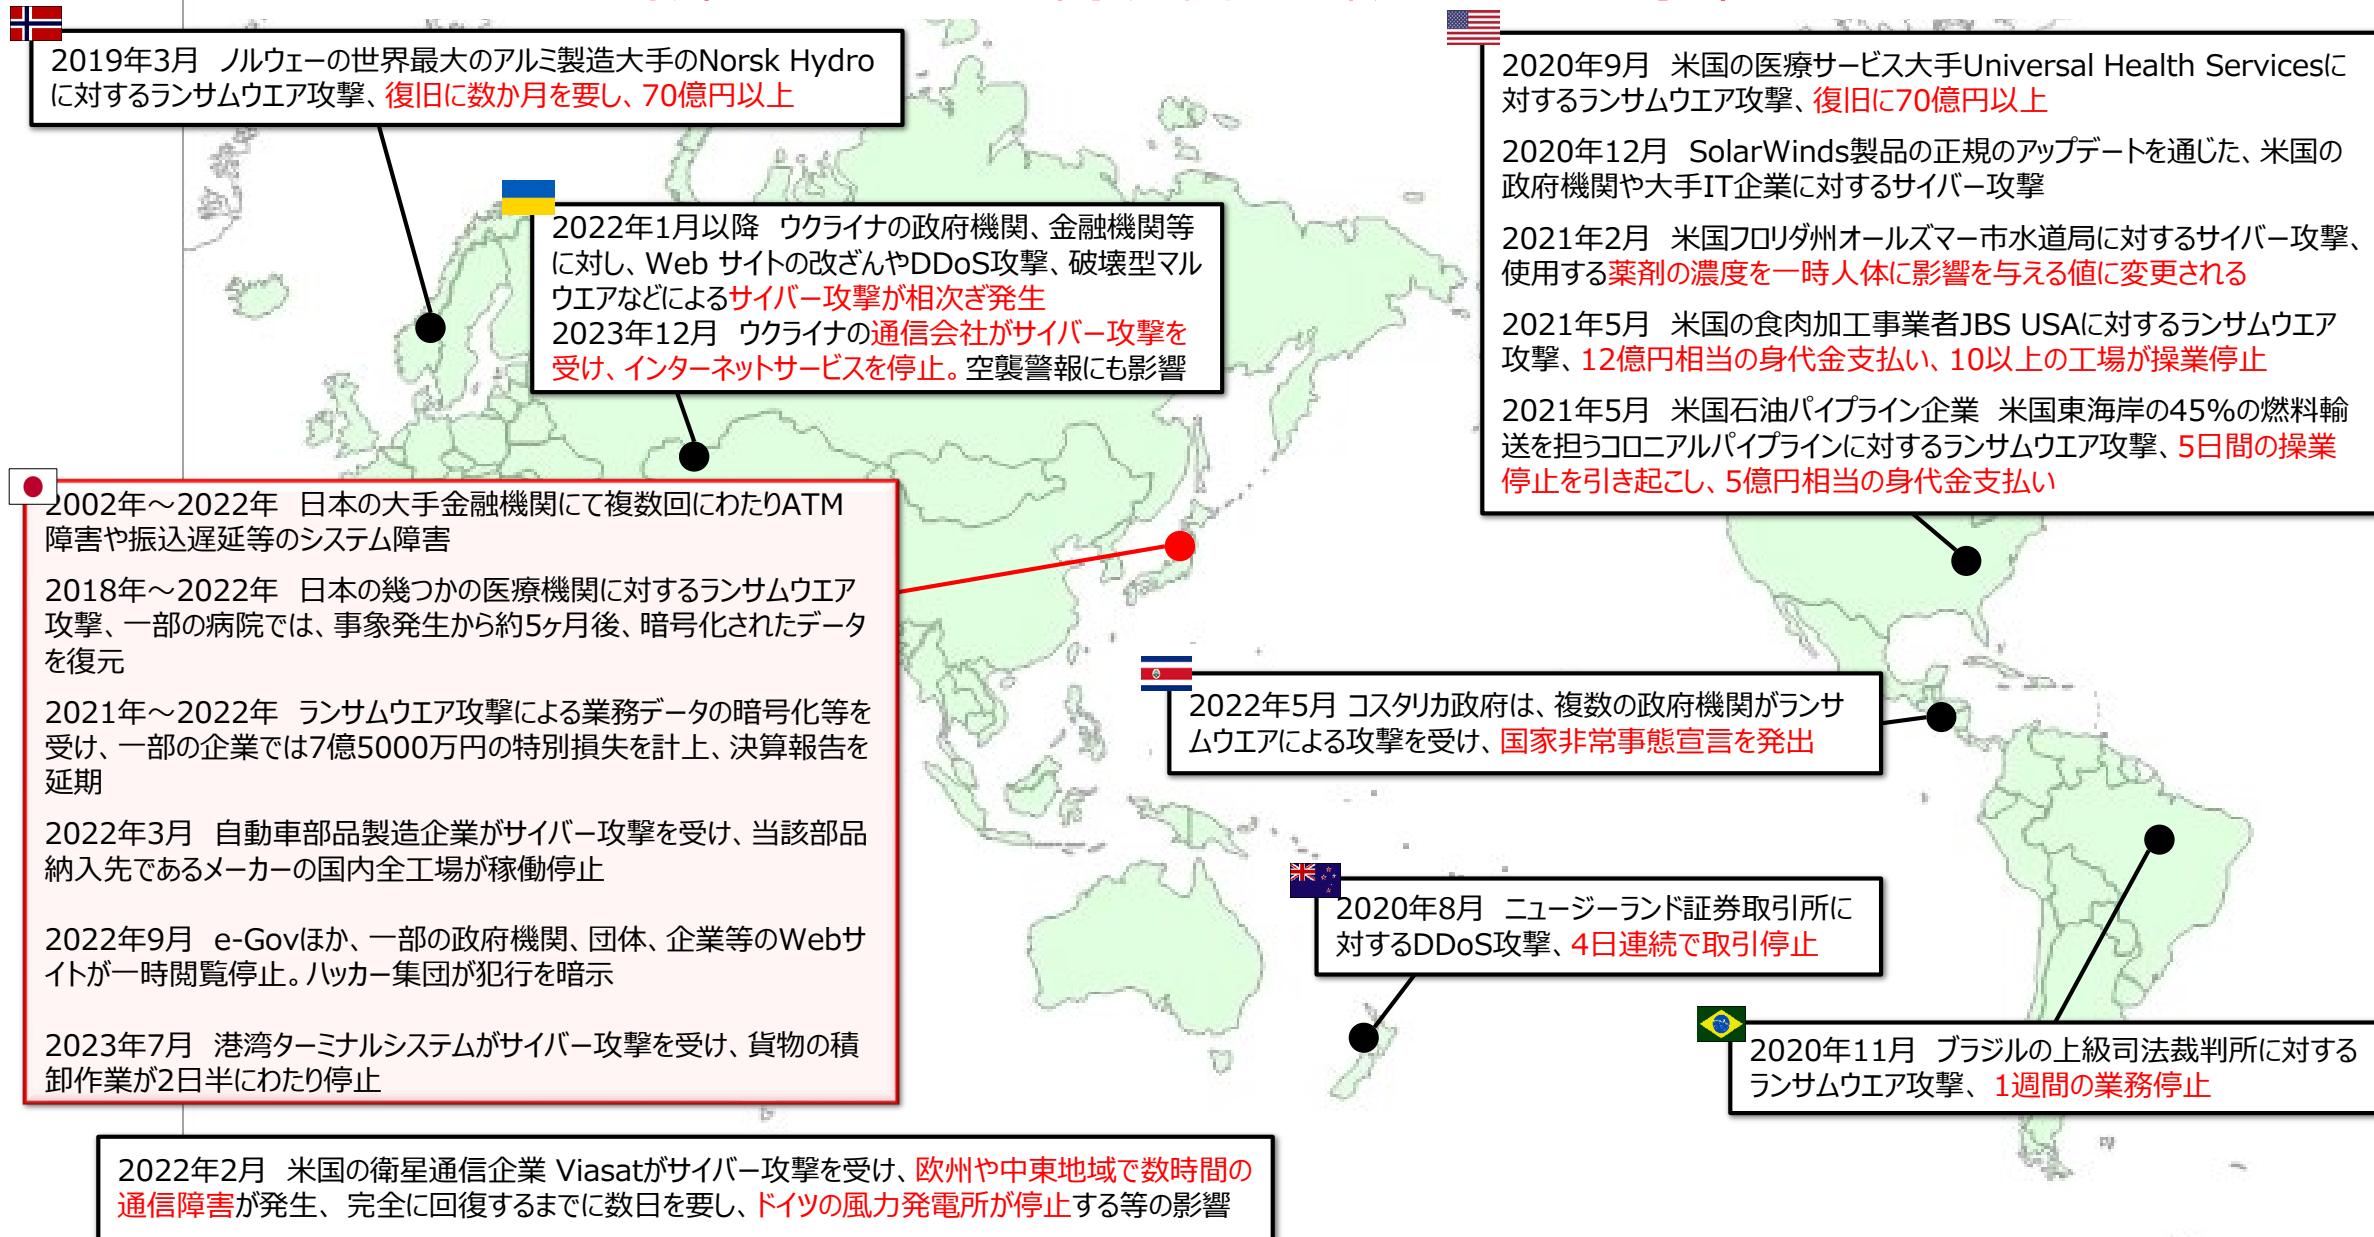 2019年3月　ノルウェーの世界最大のアルミ製造大手のNorsk Hydro
に対するランサムウエア攻撃、復旧に数か月を要し、70億円以上
2020年9月　米国の医療サービス大手Universal Health Servicesに
対するランサムウエア攻撃、復旧に70億円以上
2020年12月　SolarWinds製品の正規のアップデートを通じた、米国の
政府機関や大手IT企業に対するサイバー攻撃
2021年2月　米国フロリダ州オールズマー市水道局に対するサイバー攻撃、
使用する薬剤の濃度を一時人体に影響を与える値に変更される
2021年5月　米国の食肉加工事業者JBS USAに対するランサムウエア
攻撃、12億円相当の身代金支払い、10以上の工場が操業停止
2021年5月　米国石油パイプライン企業　米国東海岸の45%の燃料輸
送を担うコロニアルパイプラインに対するランサムウエア攻撃、5日間の操業
停止を引き起こし、5億円相当の身代金支払い
2022年1月以降　ウクライナの政府機関、金融機関等
に対し、Web サイトの改ざんやDDoS攻撃、破壊型マル
ウエアなどによるサイバー攻撃が相次ぎ発生
2023年12月　ウクライナの通信会社がサイバー攻撃を
受け、インターネットサービスを停止。空襲警報にも影響
2002年～2022年　日本の大手金融機関にて複数回にわたりATM
障害や振込遅延等のシステム障害
2018年～2022年　日本の幾つかの医療機関に対するランサムウエア
攻撃、一部の病院では、事象発生から約5ヶ月後、暗号化されたデータ
を復元
2021年～2022年　ランサムウエア攻撃による業務データの暗号化等を
受け、一部の企業では7億5000万円の特別損失を計上、決算報告を
延期
2022年3月　自動車部品製造企業がサイバー攻撃を受け、当該部品
納入先であるメーカーの国内全工場が稼働停止
2022年9月　e-Govほか、一部の政府機関、団体、企業等のWebサ
イトが一時閲覧停止。ハッカー集団が犯行を暗示
2023年7月　港湾ターミナルシステムがサイバー攻撃を受け、貨物の積
卸作業が2日半にわたり停止
2022年5月 コスタリカ政府は、複数の政府機関がランサ
ムウエアによる攻撃を受け、国家非常事態宣言を発出
2020年8月　ニュージーランド証券取引所に
対するDDoS攻撃、4日連続で取引停止
2020年11月　ブラジルの上級司法裁判所に対する
ランサムウエア攻撃、1週間の業務停止
2022年2月　米国の衛星通信企業 Viasatがサイバー攻撃を受け、欧州や中東地域で数時間の
通信障害が発生、完全に回復するまでに数日を要し、ドイツの風力発電所が停止する等の影響